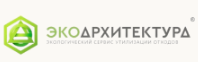 ЭКОАРХИТЕКТУРА®
ЭКОЛОГИЧЕСКИЙ СЕРВИС УТИЛИЗАЦИИ ОТХОДОВ